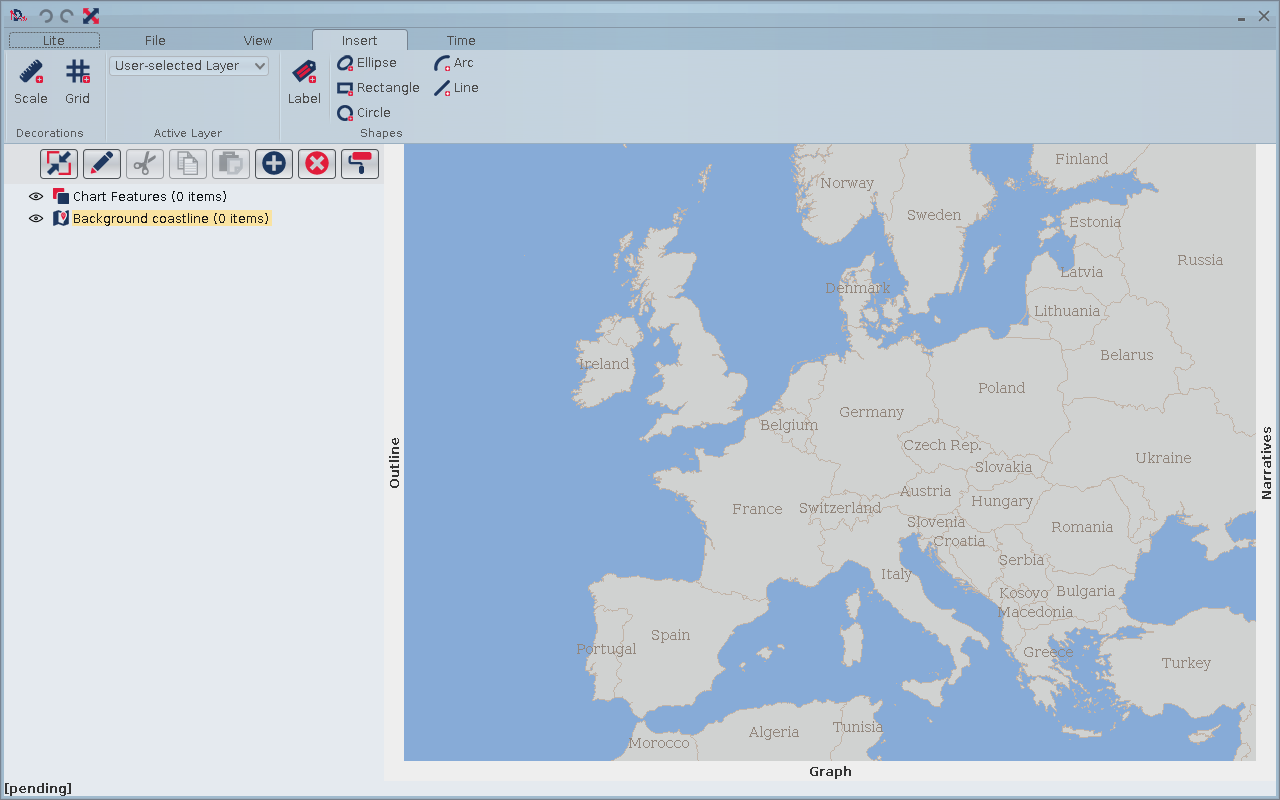 Lite File View Insert Time
User-selected Layer
Scale Grid
Decorations
Active Layer
Label
Ellipse
Rectangle
Circle
Arc
Line
Shapes
Chart Features (0 items)
Background coastline (0 items)
Outline
Norway
Sweden
Finland
Estonia
Russia
Latvia
Denmark
Lithuania
Belarus
Ireland
Poland
Germany
Belgium
Czech Rep.
Ukraine
Slovakia
Austria
Hungary
France
Switzerland
Slovenia
Romania
Croatia
Serbia
Italy
Kosovo
Bulgaria
Macedonia
Spain
Portugal
Greece
Turkey
Tunisia
Algeria
Morocco
Narratives
Graph
[pending]